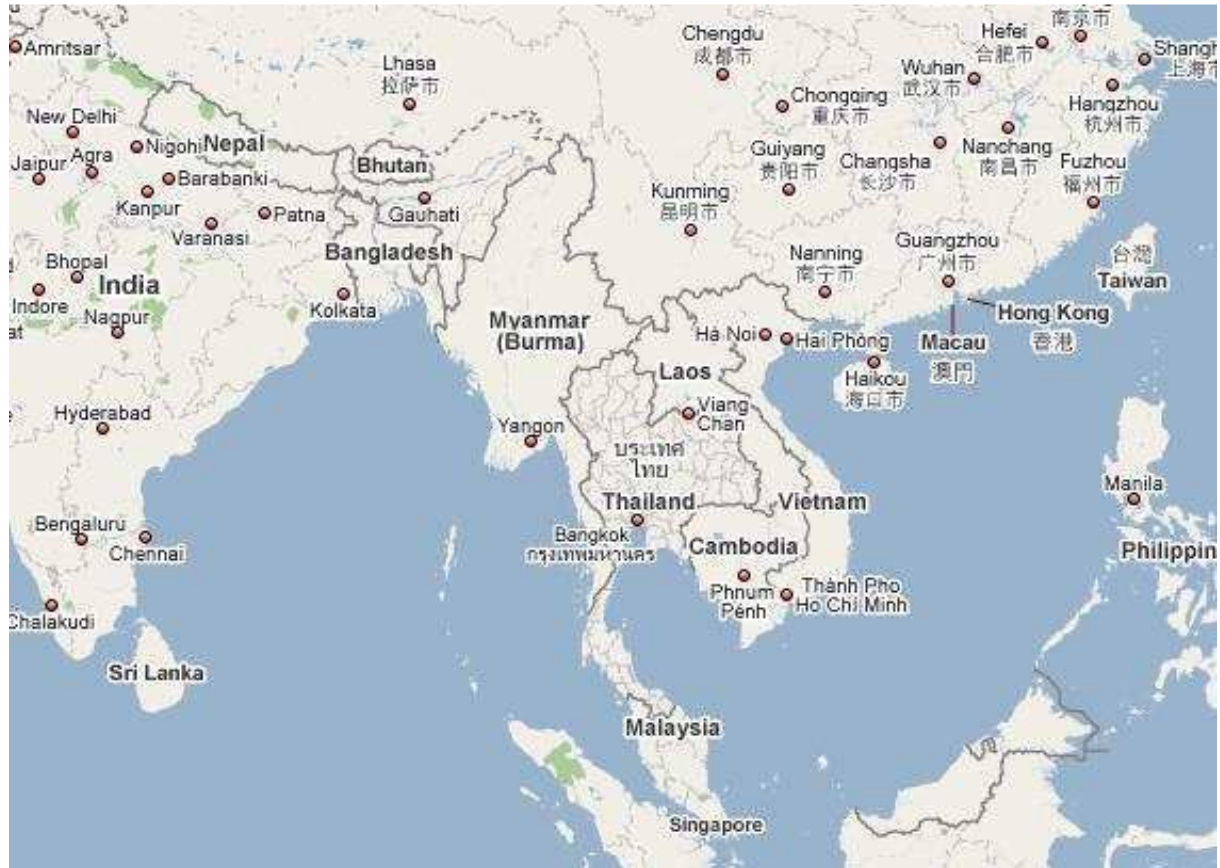 南京市
Hefei
合肥市
Shangh
上海市
Chengdu
成都市
Amritsar
Lhasa
拉萨市
Wuhan
武汉市
Hangzhou
杭州市
Chongqing
重庆市
New Delhi
Nigohi
Nepal
Bhutan
Guiyang
贵阳市
Changsha
长沙市
Nanchang
南昌市
Fuzhou
福州市
Jaipur
Agra
Barabanki
Kanpur
Patna
Gauhati
Kunming
昆明市
Varanasi
Bangladesh
Nanning
南宁市
Guangzhou
广州市
台灣
Taiwan
Bhopal
India
Indore
at
Nagpur
Kolkata
Myanmar
(Burma)
Hong Kong
香港
Hà Noi
Hai Phòng
Macau
澳門
Laos
Haikou
海口市
Hyderabad
Viang
Chan
Yangon
ประเทศ
ไทย
Thailand
Vietnam
Manila
Bengaluru
Chennai
Bangkok
กรุงเทพมหานคร
Cambodia
Philippin
Phnum
Pénh
Thành Pho
Ho Chi Minh
Chalakudi
Sri Lanka
Malaysia
Singapore